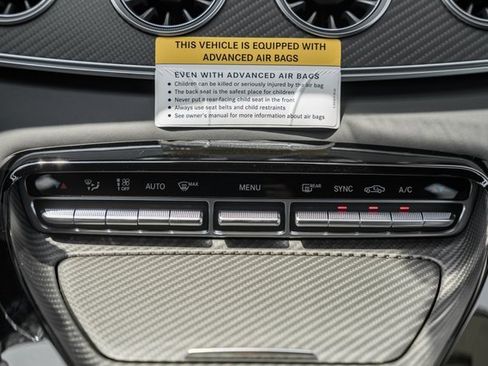 THIS VEHICLE IS EQUIPPED WITH
ADVANCED AIR BAGS
EVEN WITH ADVANCED AIR BAGS
• Children can be killed or seriously injured by the air bag
• The back seat is the safest place for children
• Never put a rear-facing child seat in the front
• Always use seat belts and child restraints
• See owner's manual for more information about air bags
OFF AUTO MAX MENU REAR SYNC A/C